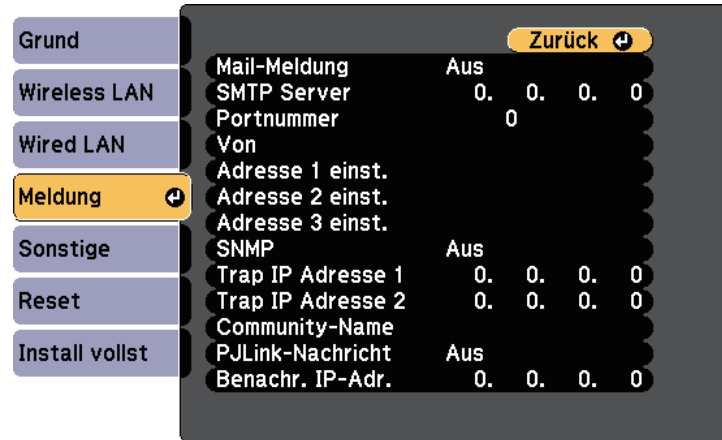 Grund
Wireless LAN
Wired LAN
Meldung
Sonstige
Reset
Install vollst
Zurück
Mail-Meldung Aus
SMTP Server 0. 0. 0. 0
Portnummer 0
Von
Adresse 1 einst.
Adresse 2 einst.
Adresse 3 einst.
SNMP Aus
Trap IP Adresse 1 0. 0. 0. 0
Trap IP Adresse 2 0. 0. 0. 0
Community-Name
PJLink-Nachricht Aus
Benachr. IP-Adr. 0. 0. 0. 0